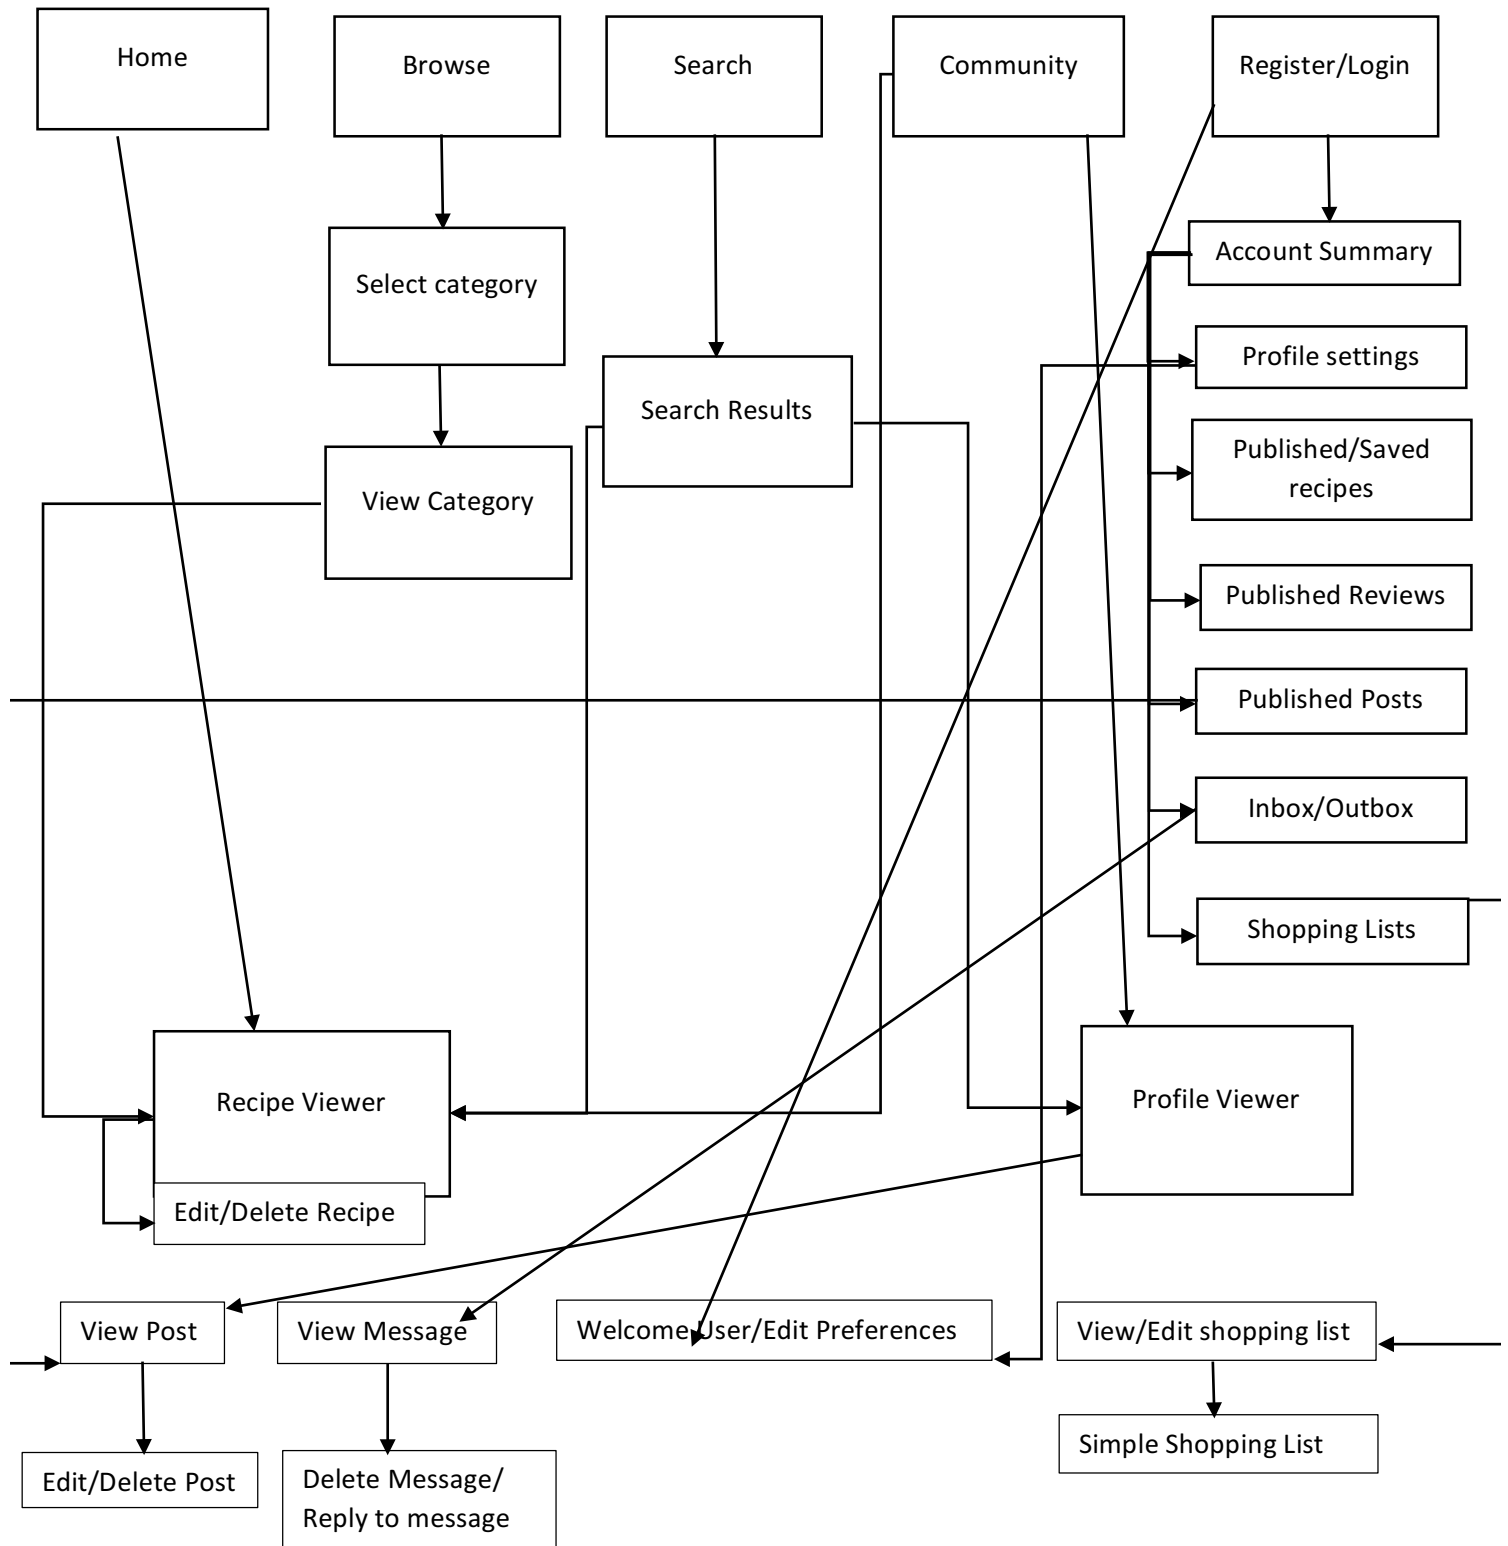 Home
Browse
Search
Community
Register/Login
Account Summary
Select category
Profile settings
Search Results
Published/Saved
recipes
View Category
Published Reviews
Published Posts
Inbox/Outbox
Shopping Lists
Recipe Viewer
Profile Viewer
Edit/Delete Recipe
View Post
View Message
Welcome User/Edit Preferences
View/Edit shopping list
Simple Shopping List
Edit/Delete Post
Delete Message/
Reply to message